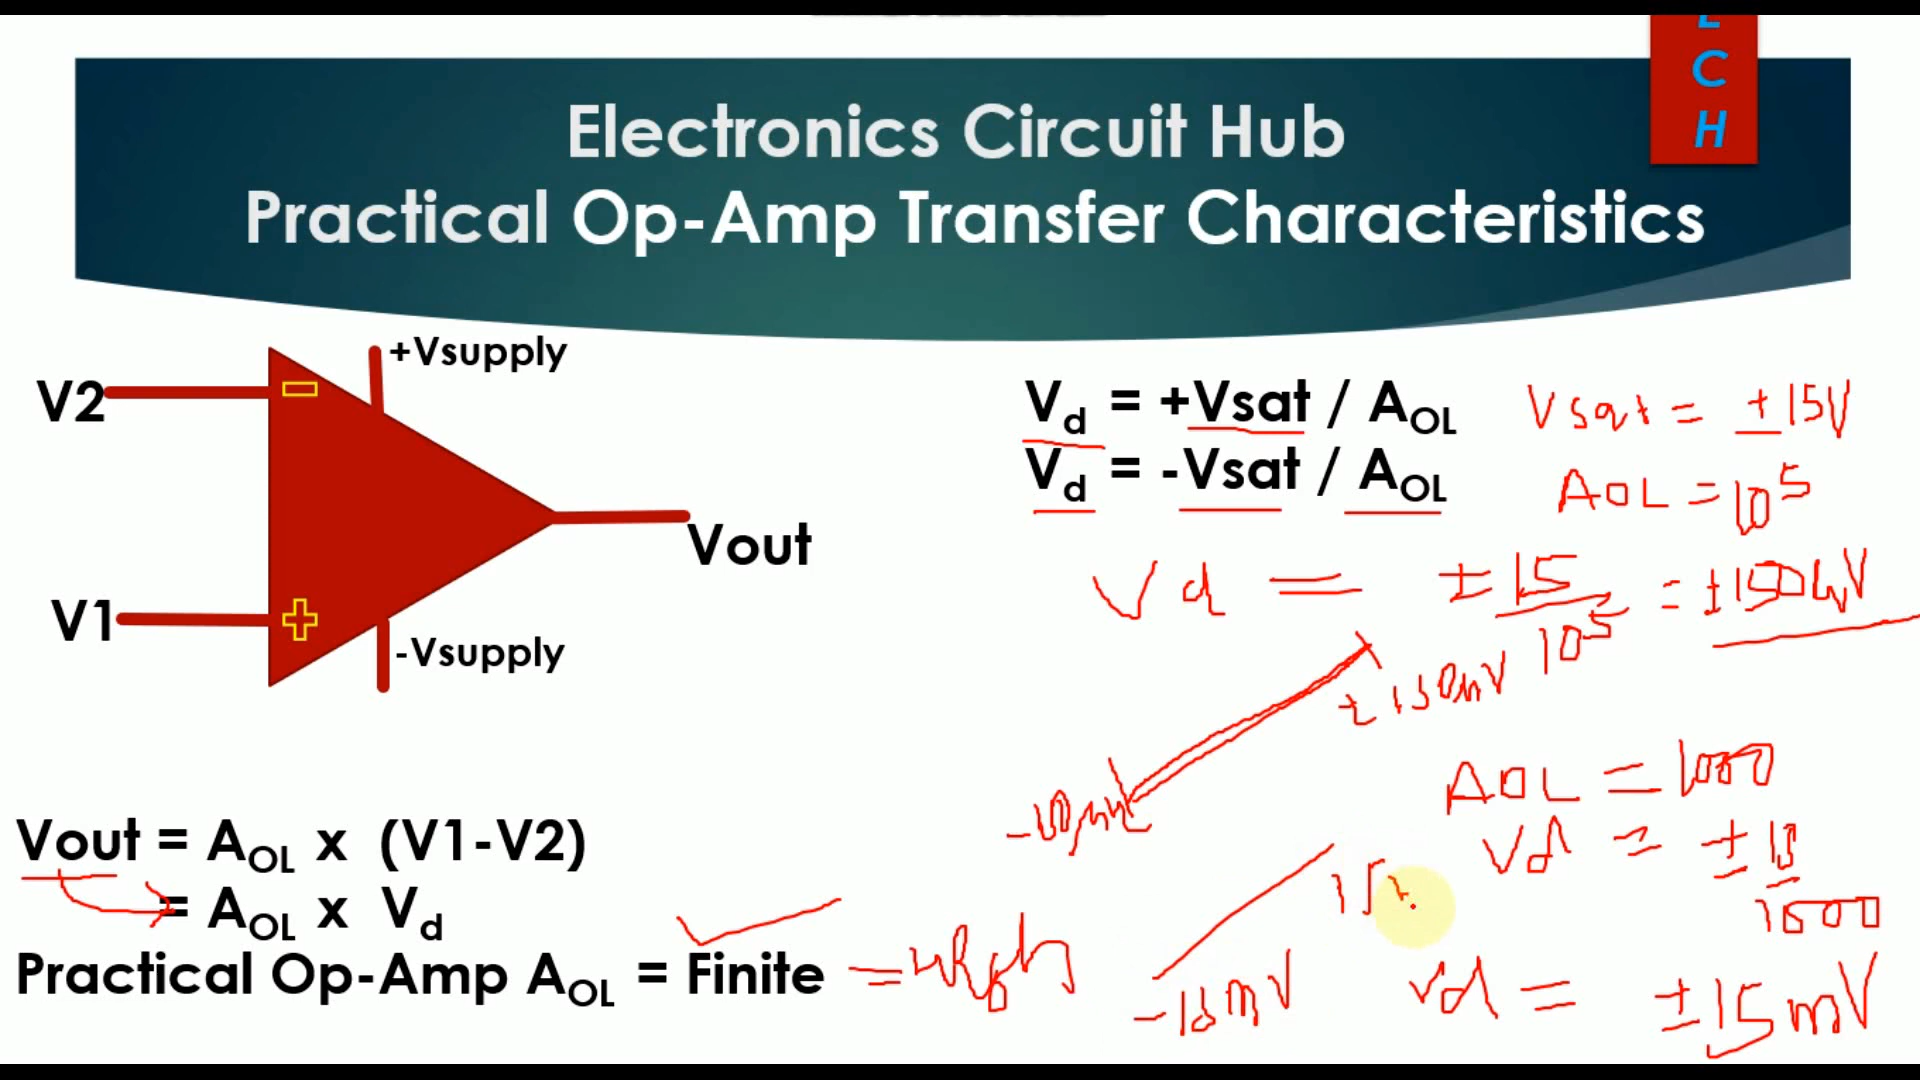 E
C
H
Electronics Circuit Hub
Practical Op-Amp Transfer Characteristics
+Vsupply
V2
Vout
V1
-Vsupply
Vd = +Vsat / AOL
Vd = -Vsat / AOL
Vsat = ±15V
AOL = 10^5
Vd = ±15 / 10^5 = ±150μV
AOL = 1000
Vd = ±15 / 1000
Vd = ±15mV
-15mV
Vout = AOL x (V1-V2)
= AOL x Vd
Practical Op-Amp AOL = Finite = High